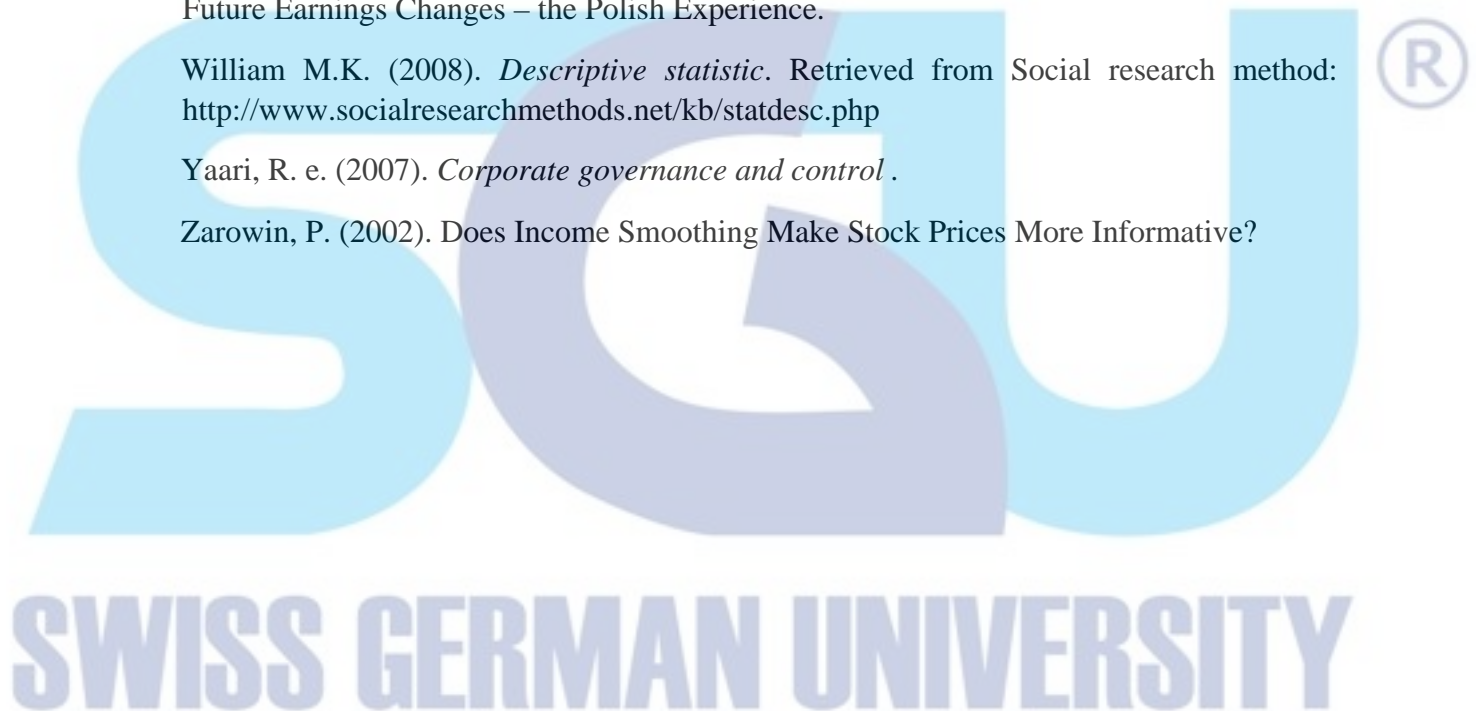 Future Earnings Changes – the Polish Experience.
William M.K. (2008). Descriptive statistic. Retrieved from Social research method:
http://www.socialresearchmethods.net/kb/statdesc.php
Yaari, R. e. (2007). Corporate governance and control .
Zarowin, P. (2002). Does Income Smoothing Make Stock Prices More Informative?
SGU ®
SWISS GERMAN UNIVERSITY